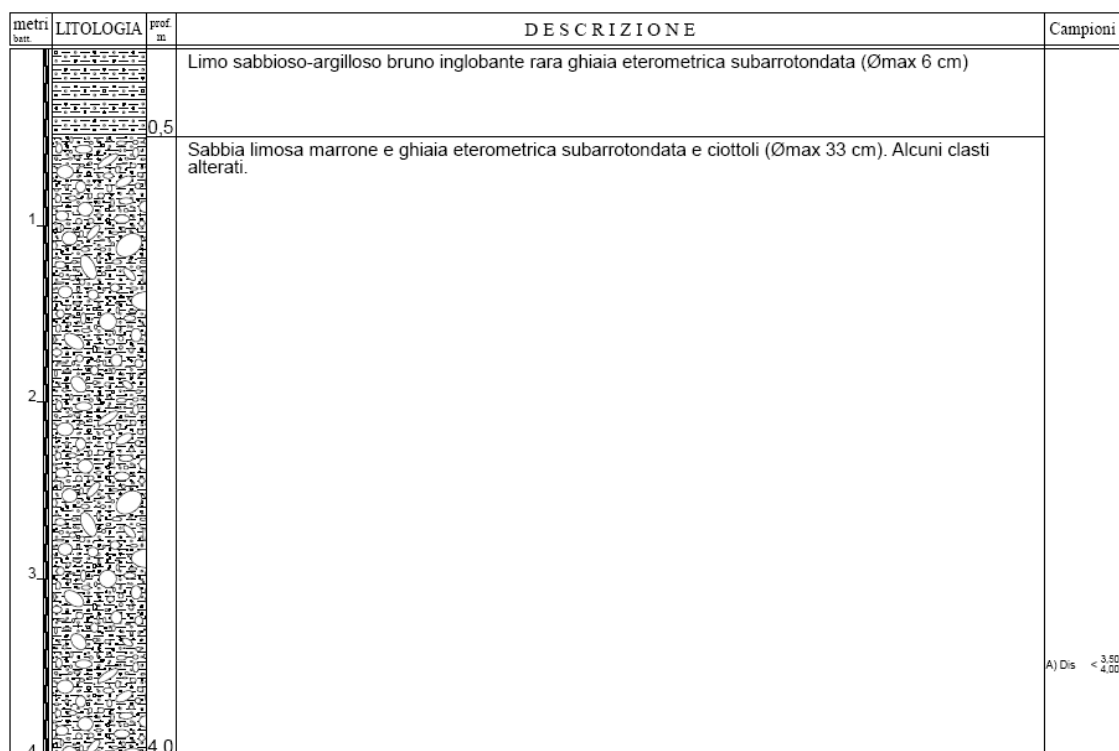 metri batt. LITOLOGIA prof. m DESCRIZIONE Campioni
Limo sabbioso-argilloso bruno inglobante rara ghiaia eterometrica subarrotondata (Ømax 6 cm)
0,5
Sabbia limosa marrone e ghiaia eterometrica subarrotondata e ciottoli (Ømax 33 cm). Alcuni clasti
alterati.
1
2
3
A) Dis < 3,50
4,00
4 4,0